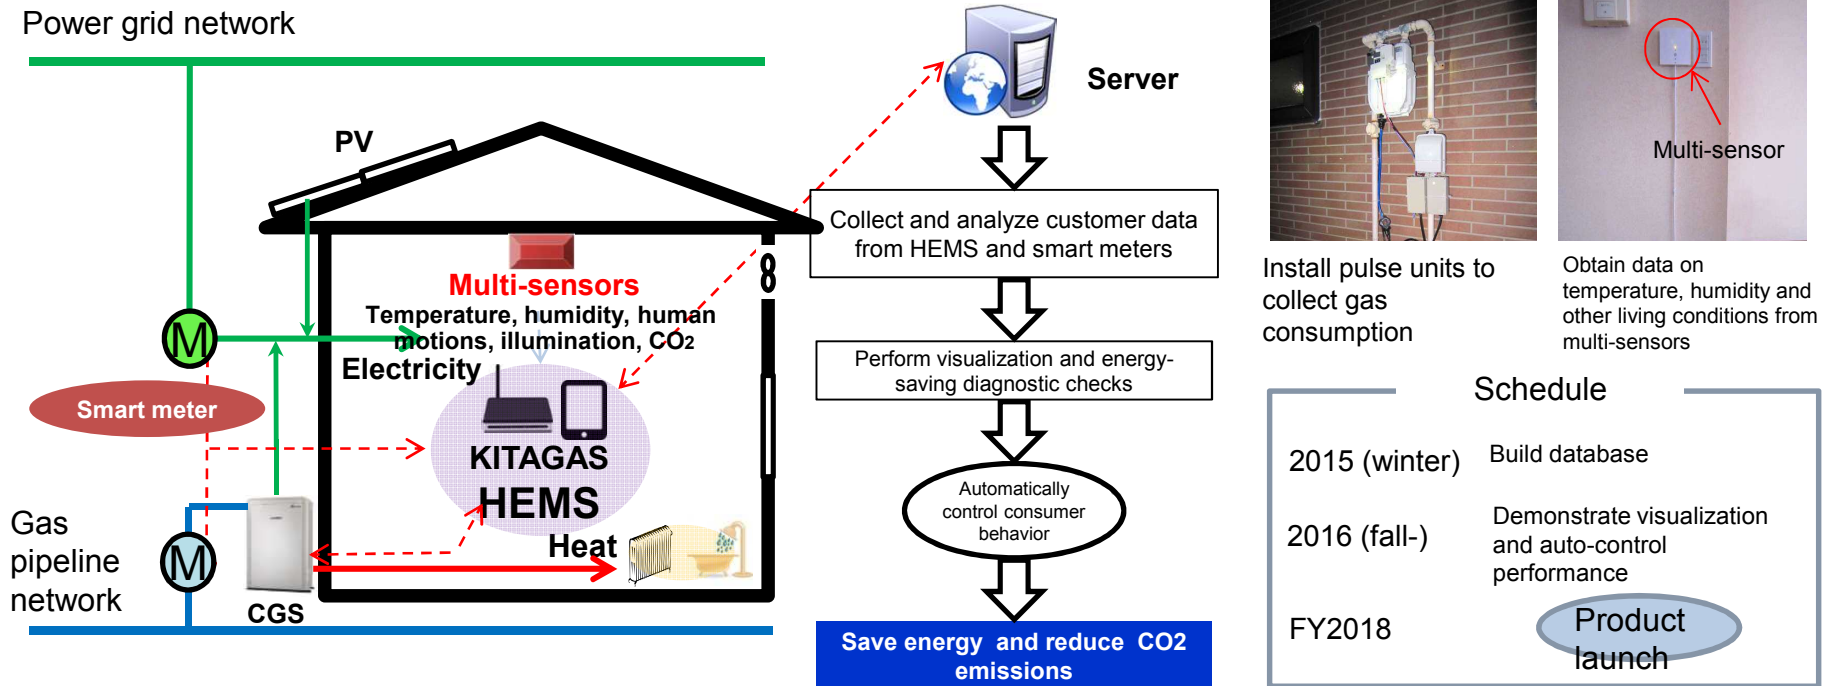 Power grid network
PV
Multi-sensors
Temperature, humidity, human
motions, illumination, CO2
Electricity
M
Smart meter
KITAGAS
HEMS
Heat
Gas
pipeline
network
M
CGS
Server
Collect and analyze customer data
from HEMS and smart meters
Perform visualization and energy-
saving diagnostic checks
Automatically
control consumer
behavior
Save energy and reduce CO2
emissions
Multi-sensor
Install pulse units to
collect gas
consumption
Obtain data on
temperature, humidity and
other living conditions from
multi-sensors
Schedule
2015 (winter)
Build database
2016 (fall-)
Demonstrate visualization
and auto-control
performance
FY2018
Product
launch